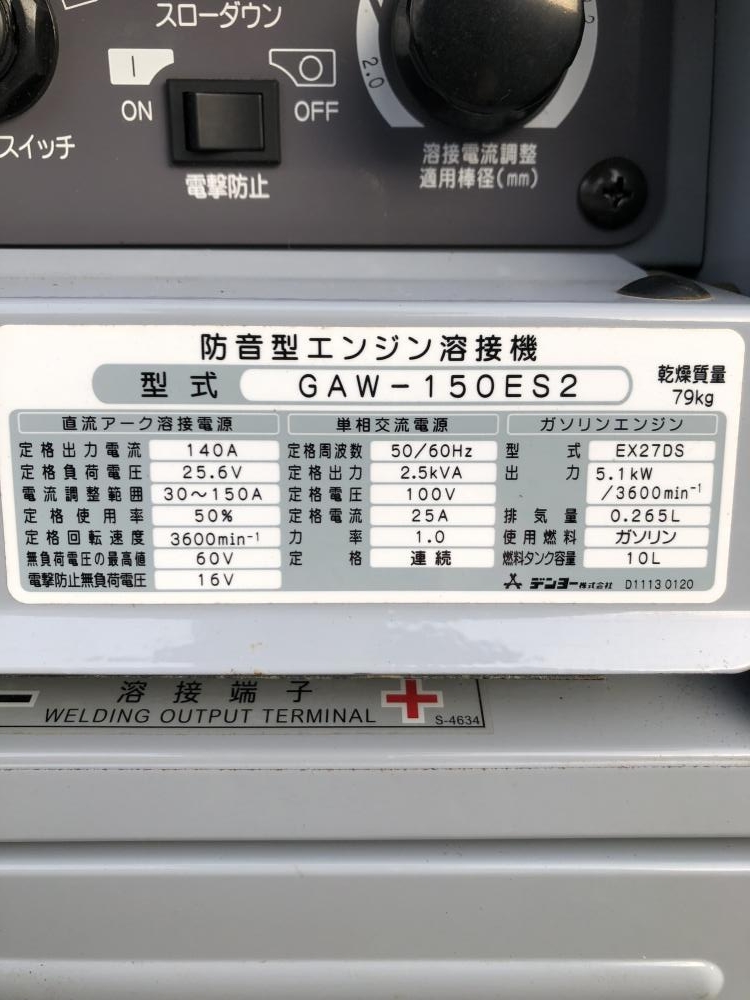 スローダウン
ON
OFF
2.0
スイッチ
電撃防止
溶接電流調整
適用棒径(mm)
防音型エンジン溶接機
型式 GAW-150ES2
乾燥質量
79kg
直流アーク溶接電源
定格出力電流 140A
定格負荷電圧 25.6V
電流調整範囲 30～150A
定格使用率 50%
定格回転速度 3600min-1
無負荷電圧の最高値 60V
電撃防止無負荷電圧 16V
単相交流電源
定格周波数 50/60Hz
定格出力 2.5kVA
定格電圧 100V
定格電流 25A
力率 1.0
定格 連続
ガソリンエンジン
型式 EX27DS
出力 5.1kW
/3600min-1
排気量 0.265L
使用燃料 ガソリン
燃料タンク容量 10L
デンヨー株式会社 D1113 0120
溶接端子
WELDING OUTPUT TERMINAL
S-4634